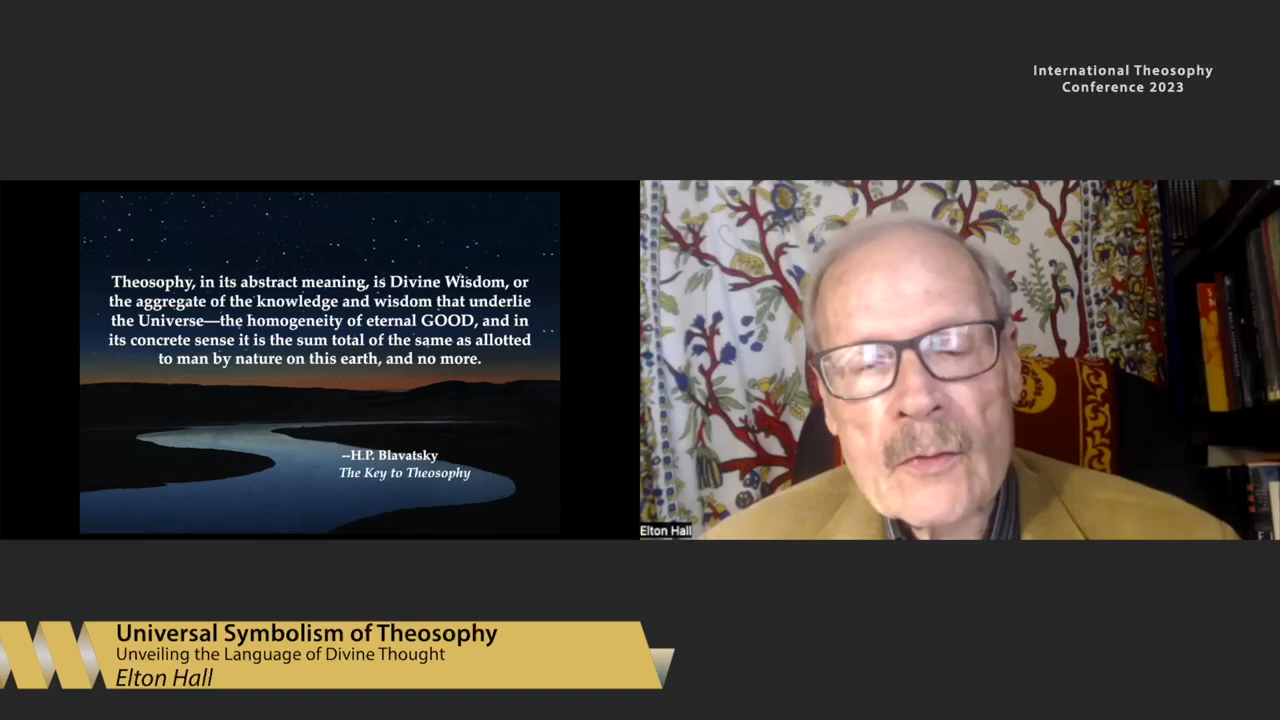 International Theosophy
Conference 2023
Theosophy, in its abstract meaning, is Divine Wisdom, or
the aggregate of the knowledge and wisdom that underlie
the Universe—the homogeneity of eternal GOOD, and in
its concrete sense it is the sum total of the same as allotted
to man by nature on this earth, and no more.
--H.P. Blavatsky
The Key to Theosophy
Elton Hall
Universal Symbolism of Theosophy
Unveiling the Language of Divine Thought
Elton Hall